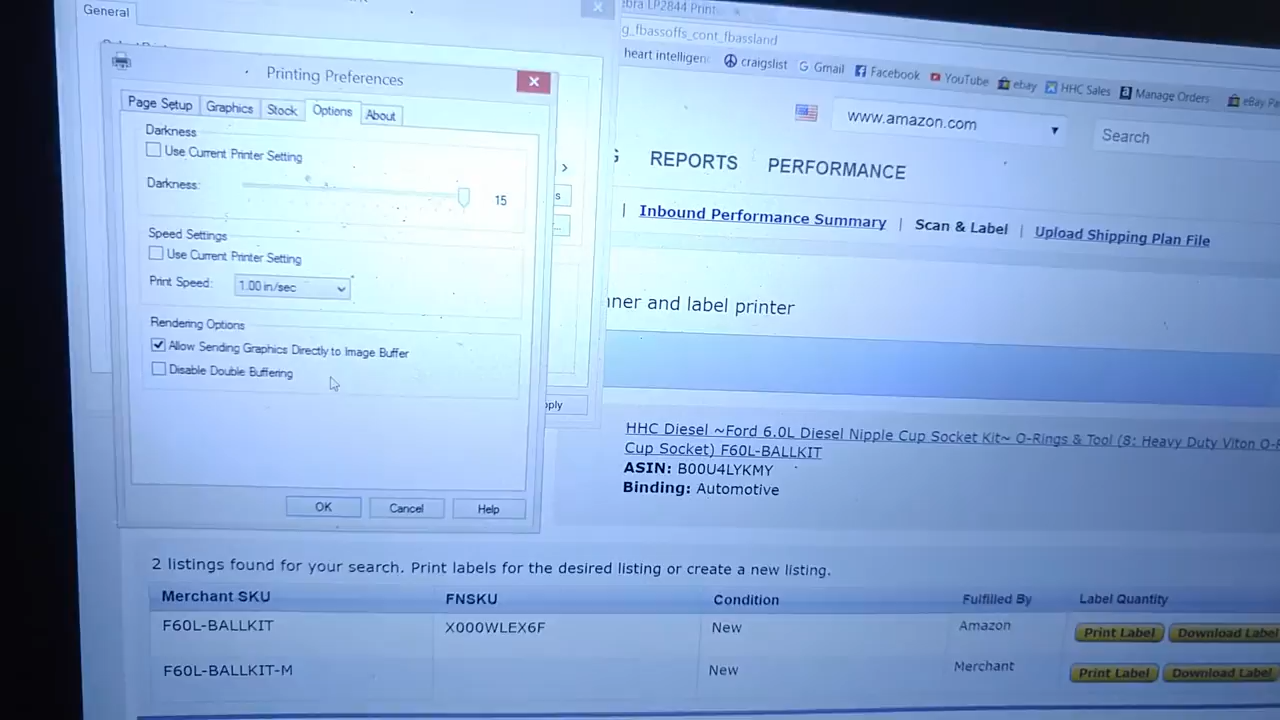 General
bra LP2844 Print
g_fbassoffs_cont_fbassland
heart intelligen
craigslist
Gmail
Facebook
YouTube
ebay
HHC Sales
Manage Orders
eBay Pa
Printing Preferences
Page Setup
Graphics
Stock
Options
About
www.amazon.com
Search
Darkness
Use Current Printer Setting
Darkness:
15
REPORTS
PERFORMANCE
| Inbound Performance Summary | Scan & Label | Upload Shipping Plan File
Speed Settings
Use Current Printer Setting
Print Speed:
1.00 in/sec
nner and label printer
Rendering Options
Allow Sending Graphics Directly to Image Buffer
Disable Double Buffering
pply
HHC Diesel ~Ford 6.0L Diesel Nipple Cup Socket Kit~ O-Rings & Tool (8: Heavy Duty Viton O-R
Cup Socket) F60L-BALLKIT
ASIN: B00U4LYKMY
Binding: Automotive
OK
Cancel
Help
2 listings found for your search. Print labels for the desired listing or create a new listing.
Merchant SKU
FNSKU
Condition
Fulfilled By
Label Quantity
F60L-BALLKIT
X000WLEX6F
New
Amazon
Print Label
Download Label
F60L-BALLKIT-M
New
Merchant
Print Label
Download Label